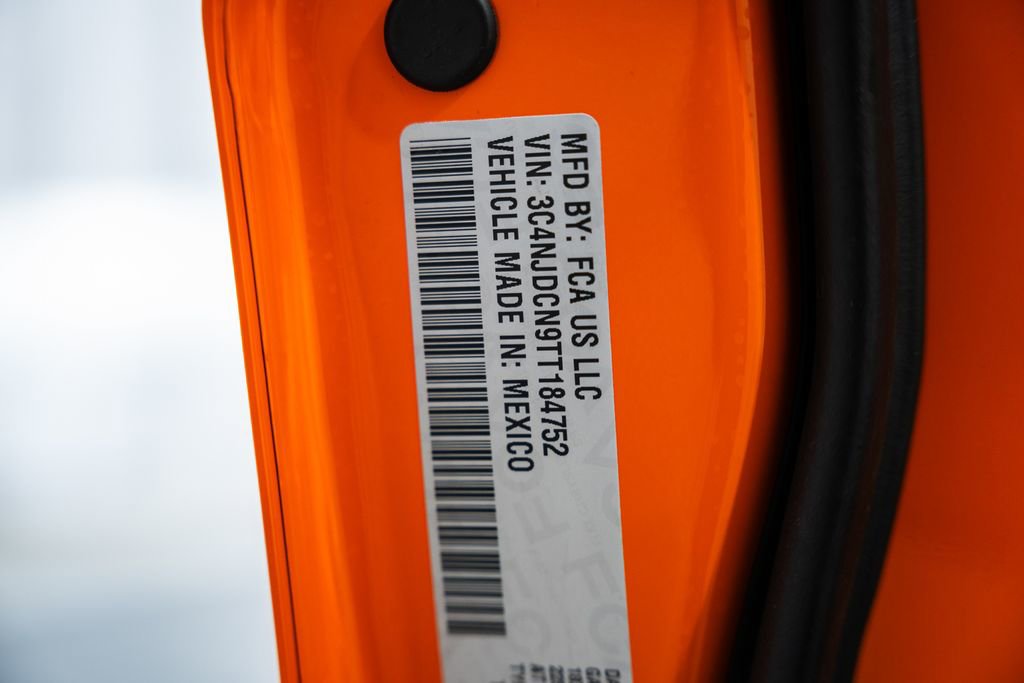 MFD BY: FCA US LLC
VIN: 3C4NJDCN9TT184752
VEHICLE MADE IN: MEXICO